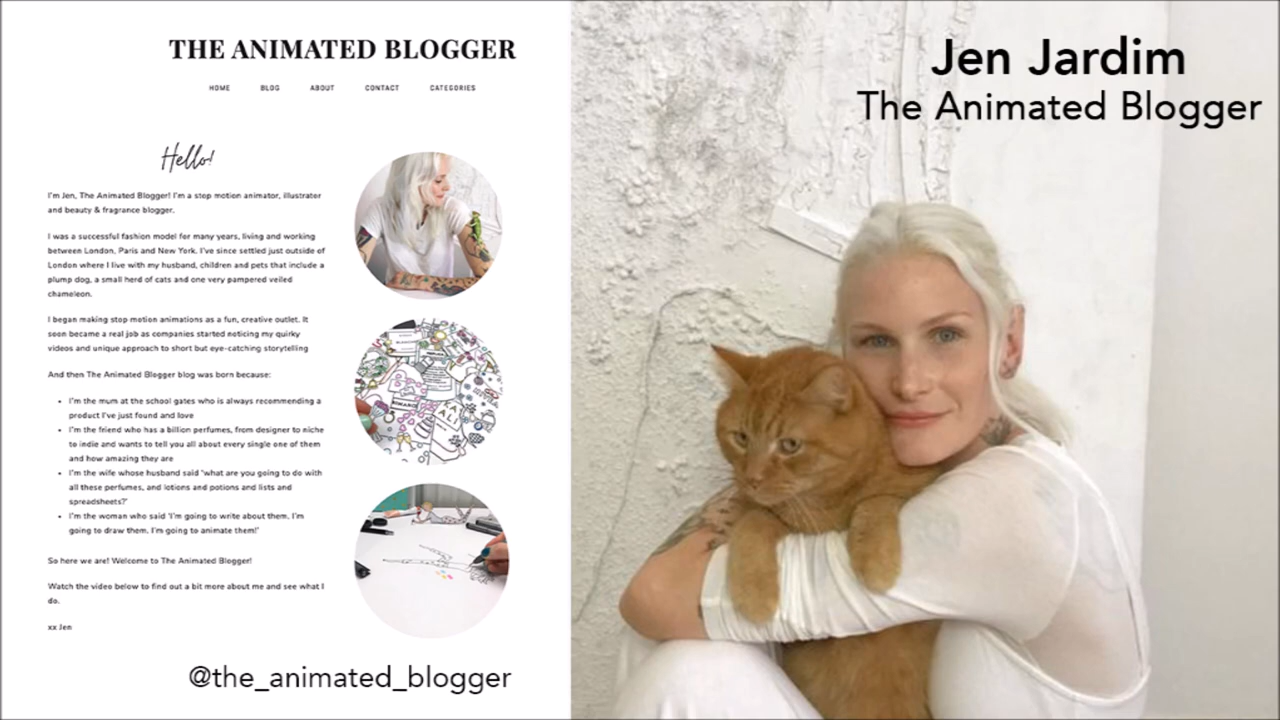 THE ANIMATED BLOGGER
HOME BLOG ABOUT CONTACT CATEGORIES
Hello!
I'm Jen, The Animated Blogger! I'm a stop motion animator, illustrater
and beauty & fragrance blogger.
I was a successful fashion model for many years, living and working
between London, Paris and New York. I've since settled just outside of
London where I live with my husband, children and pets that include a
plump dog, a small herd of cats and one very pampered veiled
chameleon.
I began making stop motion animations as a fun, creative outlet. It
soon became a real job as companies started noticing my quirky
videos and unique approach to short but eye-catching storytelling
And then The Animated Blogger blog was born because:
• I'm the mum at the school gates who is always recommending a
product I've just found and love
• I'm the friend who has a billion perfumes, from designer to niche
to indie and wants to tell you all about every single one of them
and how amazing they are
• I'm the wife whose husband said "what are you going to do with
all these perfumes, and lotions and potions and lists and
spreadsheets?'
• I'm the woman who said 'I'm going to write about them. I'm
going to draw them. I'm going to animate them!'
So here we are! Welcome to The Animated Blogger!
Watch the video below to find out a bit more about me and see what I
do.
xx Jen
@the_animated_blogger
Jen Jardim
The Animated Blogger